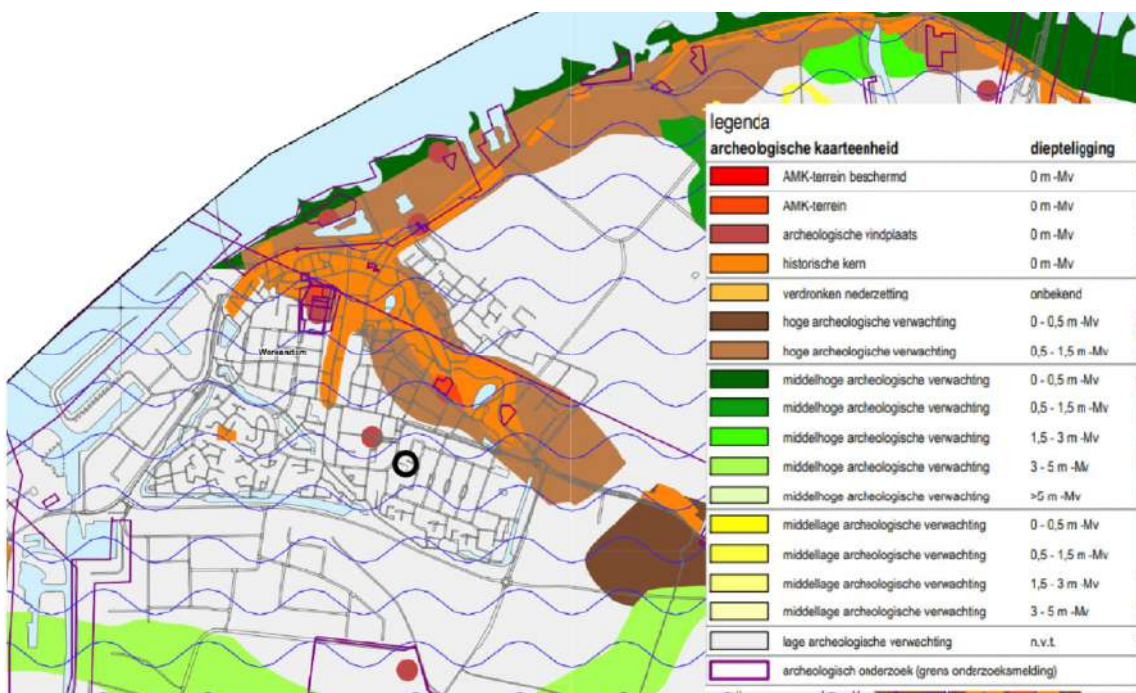 legenda
archeologische kaarteenheid diepteligging
AMK-terrein beschermd 0 m -Mv
AMK-terrein 0 m -Mv
archeologische vindplaats 0 m -Mv
historische kern 0 m -Mv
verdronken nederzetting onbekend
hoge archeologische verwachting 0 - 0,5 m -Mv
hoge archeologische verwachting 0,5 - 1,5 m -Mv
middelhoge archeologische verwachting 0 - 0,5 m -Mv
middelhoge archeologische verwachting 0,5 - 1,5 m -Mv
middelhoge archeologische verwachting 1,5 - 3 m -Mv
middelhoge archeologische verwachting 3 - 5 m -Mv
middelhoge archeologische verwachting >5 m -Mv
middellage archeologische verwachting 0 - 0,5 m -Mv
middellage archeologische verwachting 0,5 - 1,5 m -Mv
middellage archeologische verwachting 1,5 - 3 m -Mv
middellage archeologische verwachting 3 - 5 m -Mv
lage archeologische verwachting n.v.t.
archeologisch onderzoek (grens onderzoeksmelding)
Werkendam